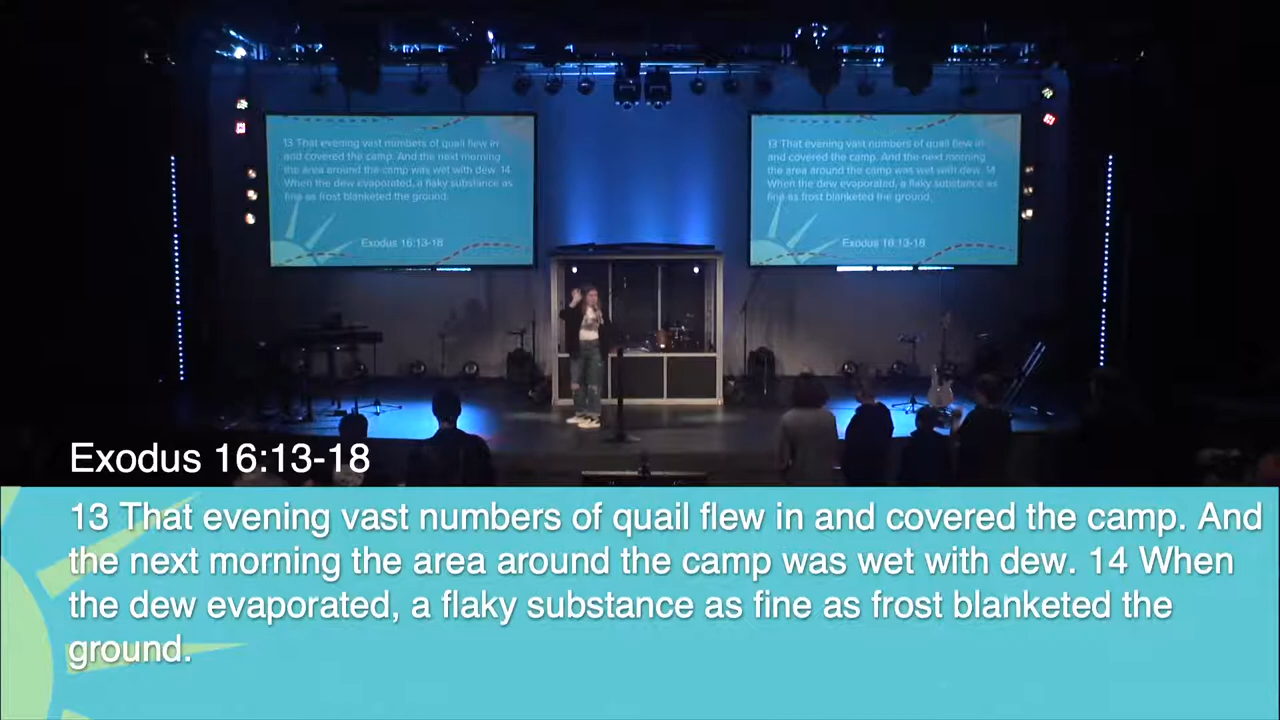 13 That evening vast numbers of quail flew in
and covered the camp. And the next morning
the area around the camp was wet with dew. 14
When the dew evaporated, a flaky substance as
fine as frost blanketed the ground.
Exodus 16:13-18
13 That evening vast numbers of quail flew in
and covered the camp. And the next morning
the area around the camp was wet with dew. 14
When the dew evaporated, a flaky substance as
fine as frost blanketed the ground.
Exodus 16:13-18
Exodus 16:13-18
13 That evening vast numbers of quail flew in and covered the camp. And
the next morning the area around the camp was wet with dew. 14 When
the dew evaporated, a flaky substance as fine as frost blanketed the
ground.